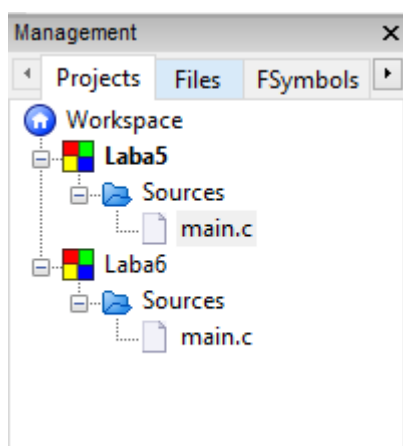 Management
Projects Files FSymbols
Workspace
Laba5
Sources
main.c
Laba6
Sources
main.c